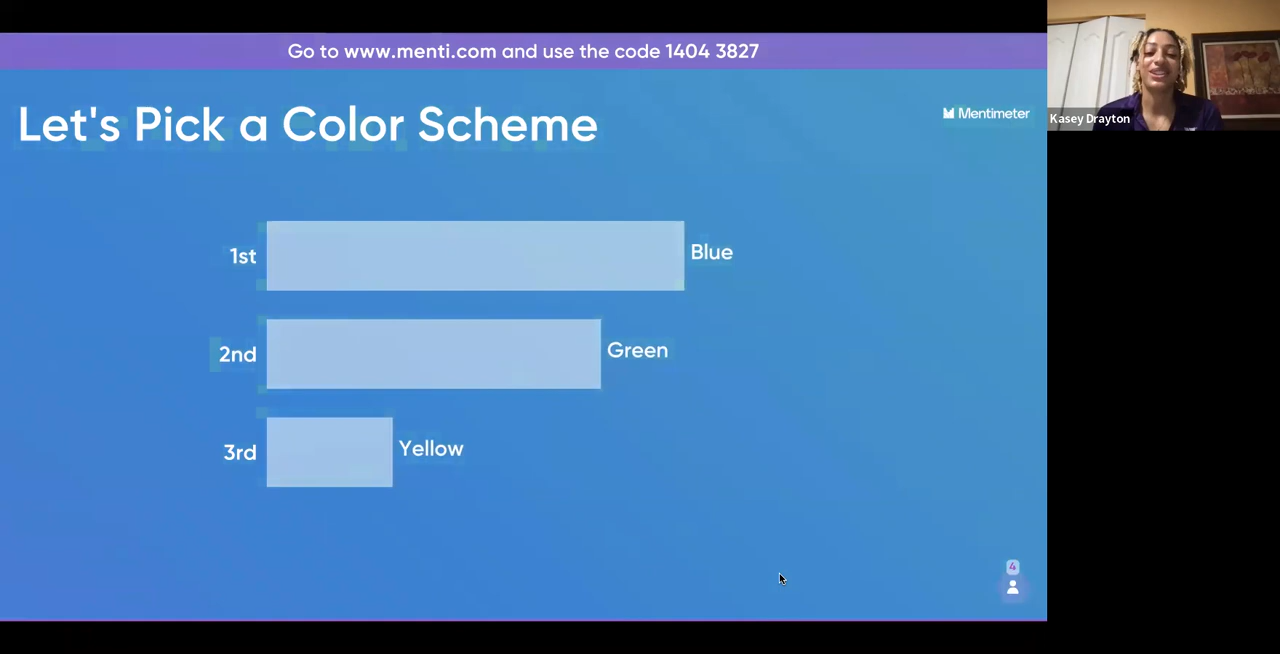 Go to www.menti.com and use the code 1404 3827
Let's Pick a Color Scheme
Mentimeter
Kasey Drayton
1st Blue
2nd Green
3rd Yellow
4